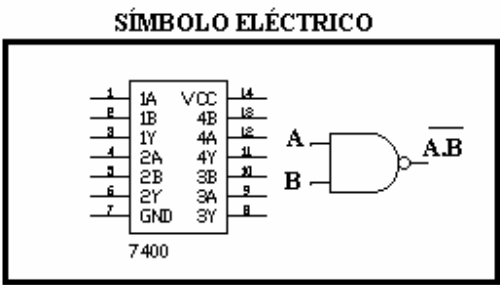 SÍMBOLO ELÉCTRICO
1 1A VCC 14
2 1B 4B 13
3 1Y 4A 12
4 2A 4Y 11
5 2B 3B 10
6 2Y 3A 9
7 GND 3Y 8
7400
A
B
A.B